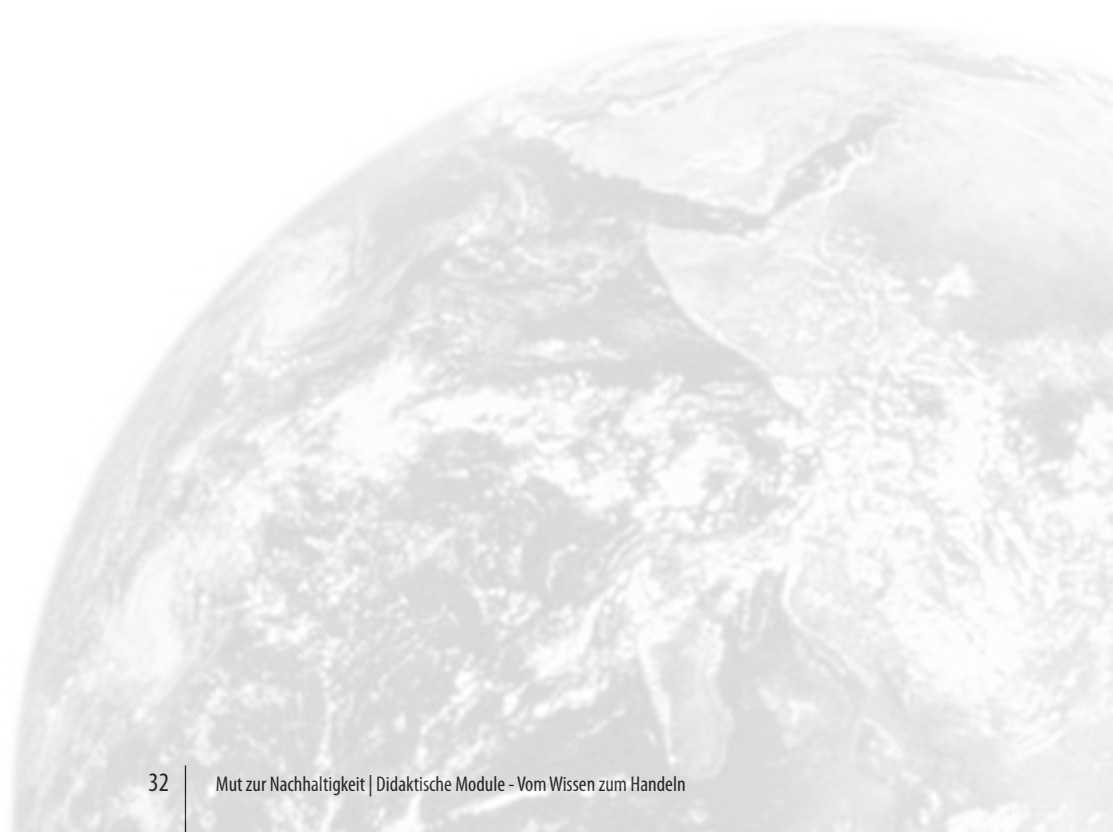 32 Mut zur Nachhaltigkeit | Didaktische Module - Vom Wissen zum Handeln